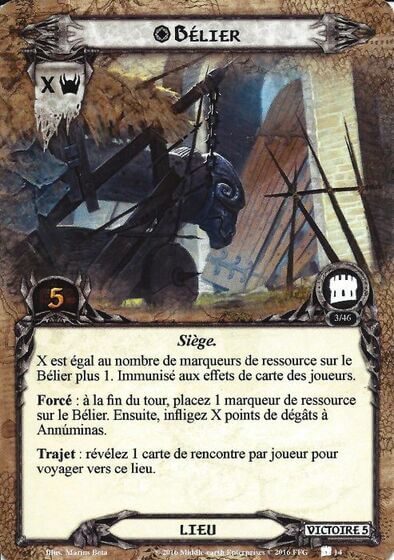 BÉLIER
X
5
3/46
Siège.
X est égal au nombre de marqueurs de ressource sur le
Bélier plus 1. Immunisé aux effets de carte des joueurs.
Forcé : à la fin du tour, placez 1 marqueur de ressource
sur le Bélier. Ensuite, infligez X points de dégâts à
Annúminas.
Trajet : révélez 1 carte de rencontre par joueur pour
voyager vers ce lieu.
LIEU
VICTOIRE 5
Illus. Marius Bota
© 2016 Middle-earth Enterprises © 2016 FFG